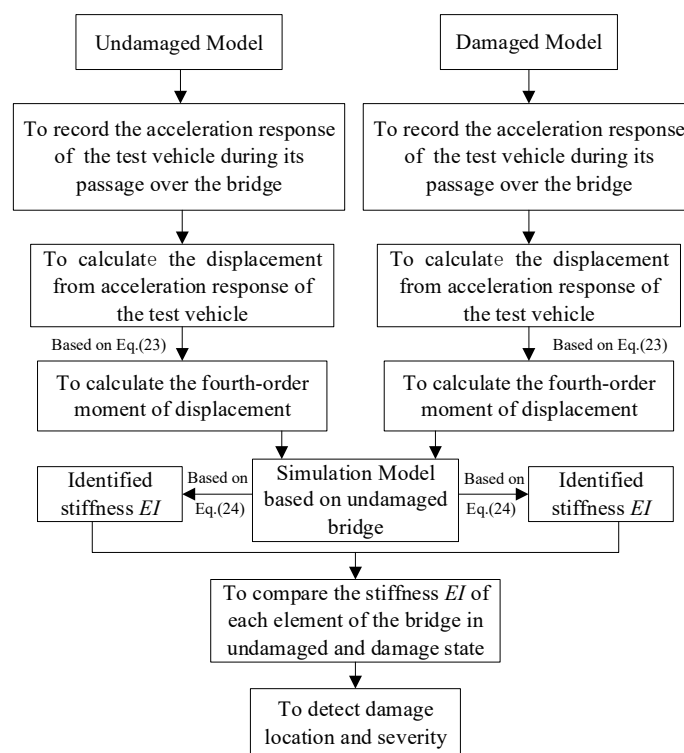 Undamaged Model
Damaged Model
To record the acceleration response
of the test vehicle during its
passage over the bridge
To record the acceleration response
of the test vehicle during its
passage over the bridge
To calculate the displacement
from acceleration response of
the test vehicle
To calculate the displacement
from acceleration response of
the test vehicle
Based on Eq.(23)
Based on Eq.(23)
To calculate the fourth-order
moment of displacement
To calculate the fourth-order
moment of displacement
Identified
stiffness EI
Based on
Eq.(24)
Simulation Model
based on undamaged
bridge
Based on
Eq.(24)
Identified
stiffness EI
To compare the stiffness EI of
each element of the bridge in
undamaged and damage state
To detect damage
location and severity